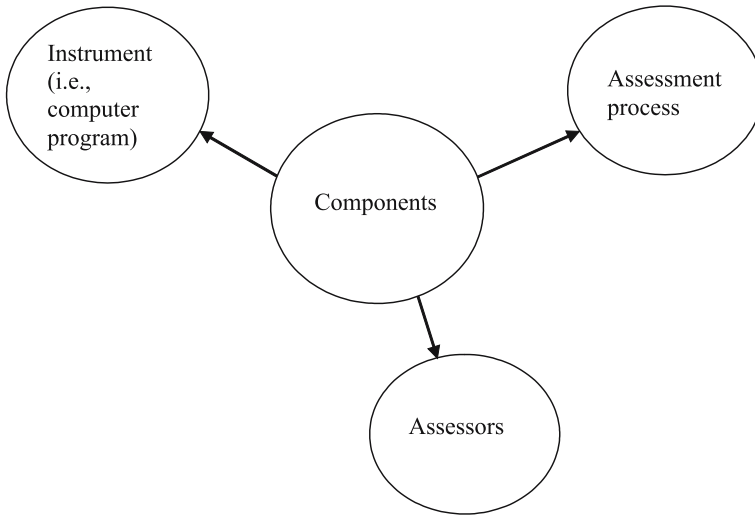 Instrument
(i.e.,
computer
program)
Assessment
process
Components
Assessors